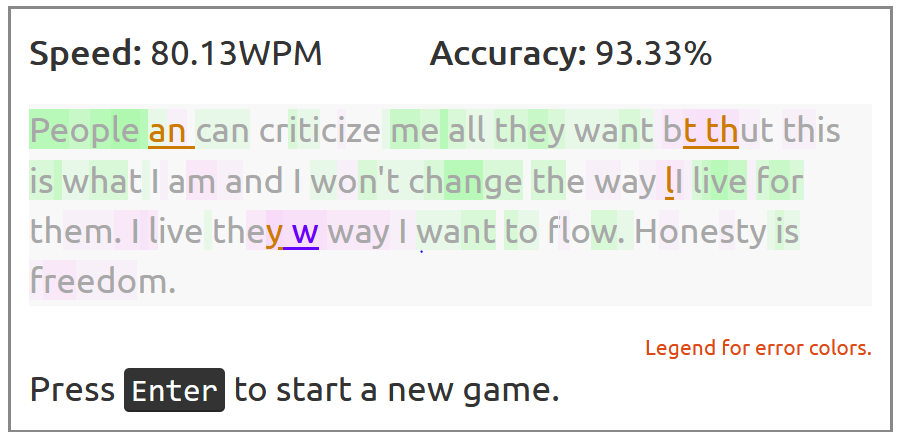 Speed: 80.13WPM Accuracy: 93.33%
People an can criticize me all they want bt thut this
is what I am and I won't change the way lI live for
them. I live they w way I want to flow. Honesty is
freedom.
Legend for error colors.
Press Enter to start a new game.